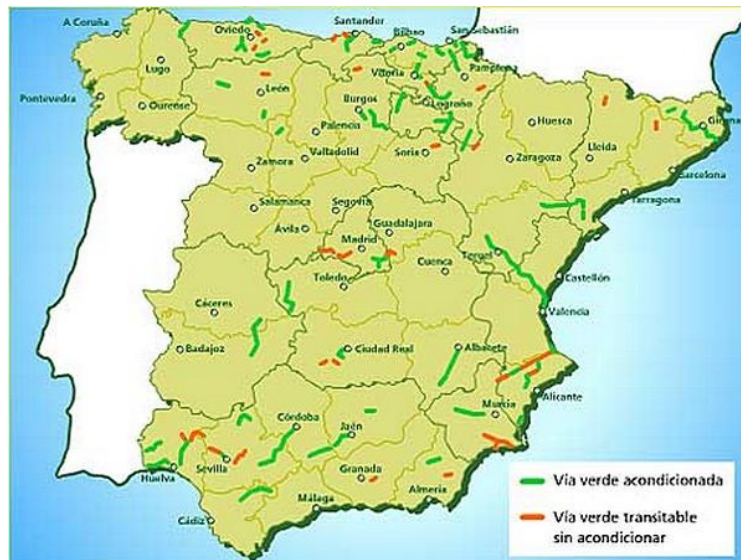 A Coruña
Oviedo
Santander
Bilbao
San Sebastián
Lugo
Vitoria
Pamplona
León
Pontevedra
Ourense
Burgos
Logroño
Huesca
Girona
Palencia
Zamora
Valladolid
Soria
Zaragoza
Lleida
Barcelona
Tarragona
Salamanca
Segovia
Guadalajara
Ávila
Madrid
Teruel
Cuenca
Castellón
Toledo
Cáceres
Valencia
Badajoz
Ciudad Real
Albacete
Alicante
Murcia
Córdoba
Jaén
Huelva
Sevilla
Granada
Almería
Málaga
Cádiz
Vía verde acondicionada
Vía verde transitable
sin acondicionar